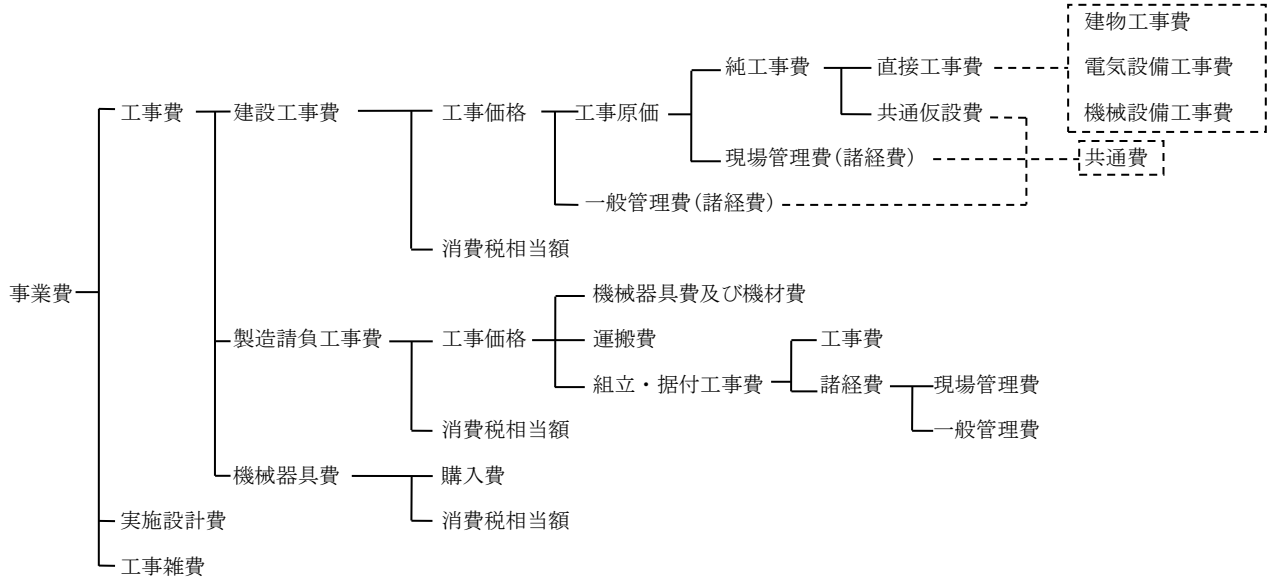 建物工事費
純工事費 直接工事費 電気設備工事費
工事費 建設工事費 工事価格 工事原価 共通仮設費 機械設備工事費
現場管理費(諸経費) 共通費
一般管理費(諸経費)
消費税相当額
事業費 機械器具費及び機材費
製造請負工事費 工事価格 運搬費 工事費
組立・据付工事費 諸経費 現場管理費
消費税相当額 一般管理費
機械器具費 購入費
実施設計費 消費税相当額
工事雑費